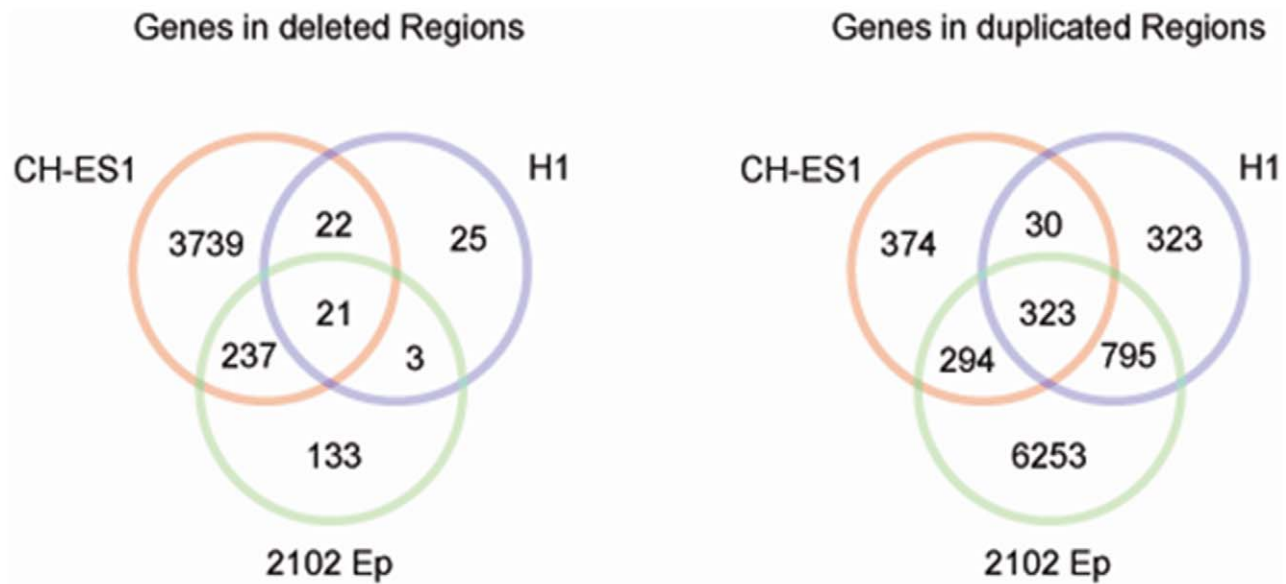 Genes in deleted Regions
CH-ES1
H1
3739
22
25
21
237
3
133
2102 Ep
Genes in duplicated Regions
CH-ES1
H1
374
30
323
323
294
795
6253
2102 Ep